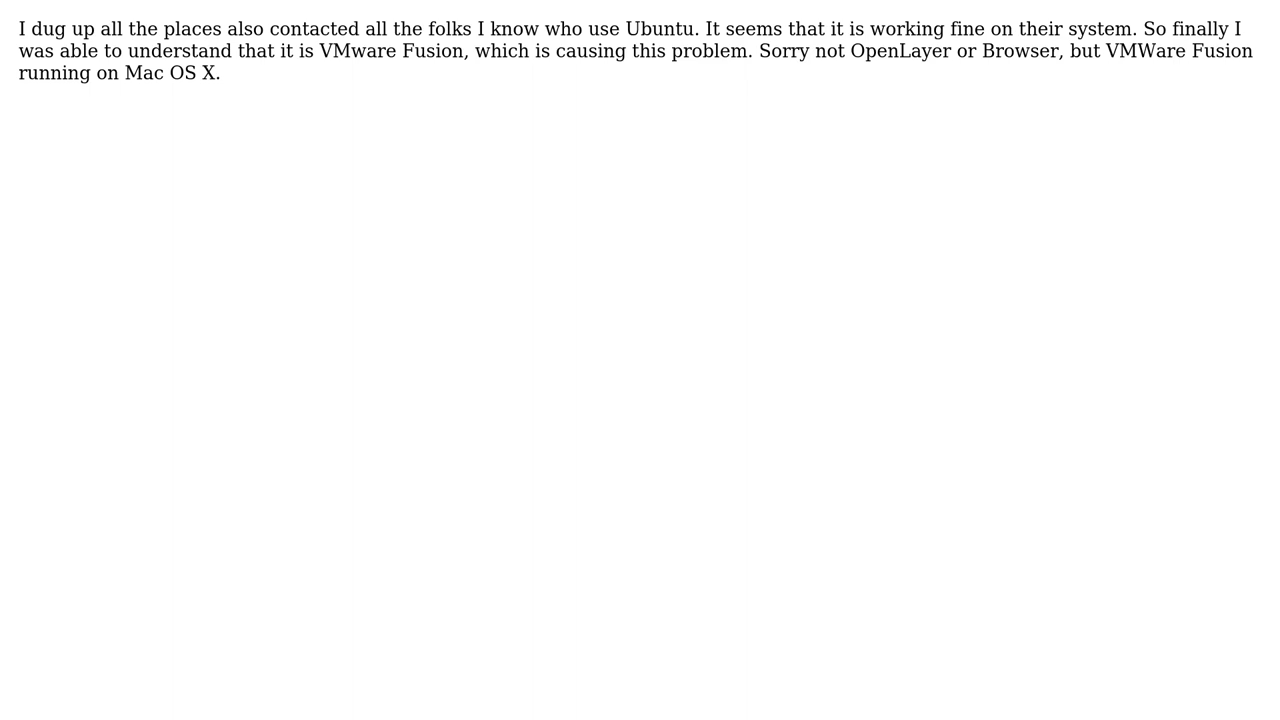 I dug up all the places also contacted all the folks I know who use Ubuntu. It seems that it is working fine on their system. So finally I
was able to understand that it is VMware Fusion, which is causing this problem. Sorry not OpenLayer or Browser, but VMWare Fusion
running on Mac OS X.